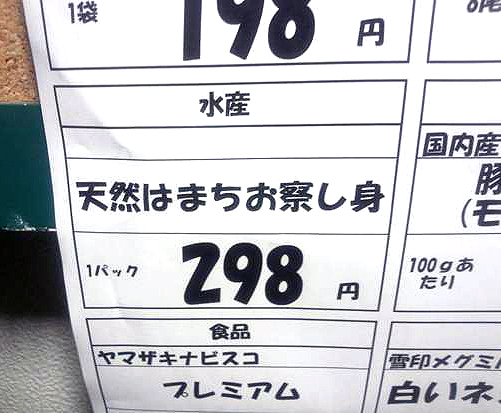 1袋
198 円
水産
天然はまちお察し身
1パック 298 円
食品
ヤマザキナビスコ
プレミアム
国内産
豚
(モ
100gあ
たり
雪印メグミル
白いネ